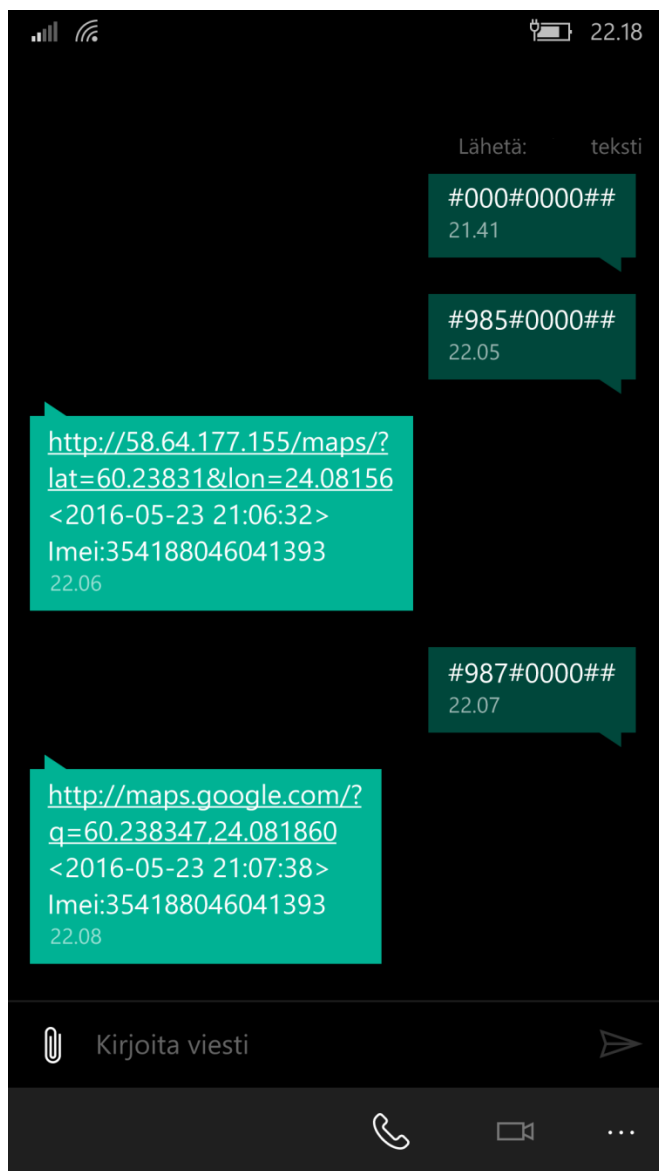 22.18
Lähetä: teksti
#000#0000##
21.41
#985#0000##
22.05
http://58.64.177.155/maps/?
lat=60.23831&lon=24.08156
<2016-05-23 21:06:32>
Imei:354188046041393
22.06
#987#0000##
22.07
http://maps.google.com/?
q=60.238347,24.081860
<2016-05-23 21:07:38>
Imei:354188046041393
22.08
Kirjoita viesti